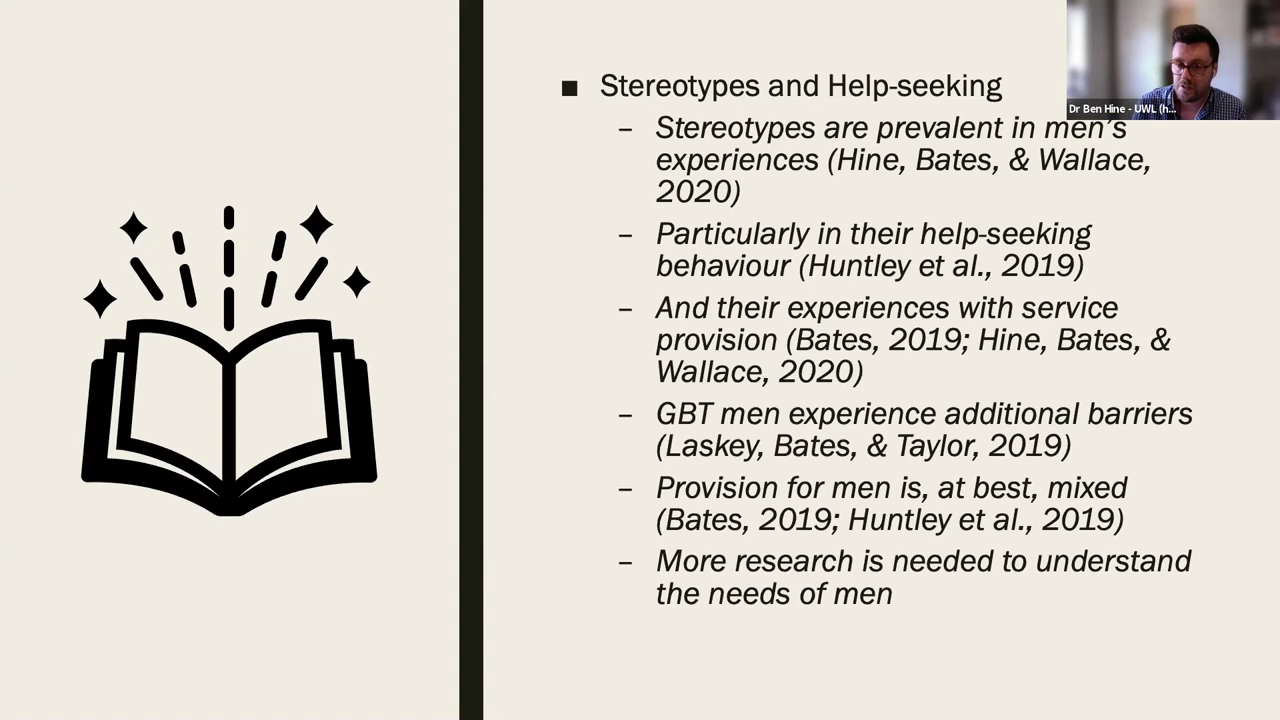 ■ Stereotypes and Help-seeking
– Stereotypes are prevalent in men's
experiences (Hine, Bates, & Wallace,
2020)
– Particularly in their help-seeking
behaviour (Huntley et al., 2019)
– And their experiences with service
provision (Bates, 2019; Hine, Bates, &
Wallace, 2020)
– GBT men experience additional barriers
(Laskey, Bates, & Taylor, 2019)
– Provision for men is, at best, mixed
(Bates, 2019; Huntley et al., 2019)
– More research is needed to understand
the needs of men
Dr Ben Hine - UWL (h...